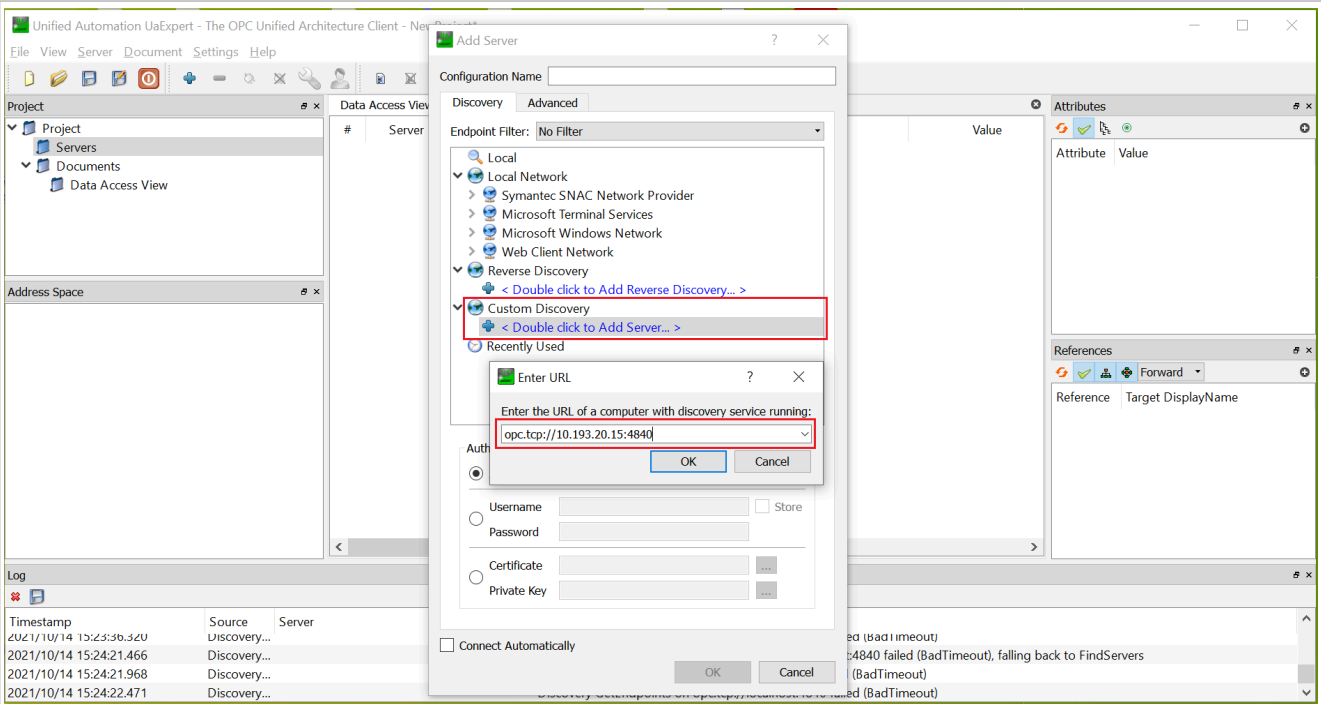 Unified Automation UaExpert - The OPC Unified Architecture Client - New Project*
File View Server Document Settings Help
Project
Project
Servers
Documents
Data Access View
Address Space
Data Access View
# Server Value
Add Server
Configuration Name
Discovery Advanced
Endpoint Filter: No Filter
Local
Local Network
Symantec SNAC Network Provider
Microsoft Terminal Services
Microsoft Windows Network
Web Client Network
Reverse Discovery
< Double click to Add Reverse Discovery... >
Custom Discovery
< Double click to Add Server... >
Recently Used
Enter URL
Enter the URL of a computer with discovery service running:
opc.tcp://10.193.20.15:4840
OK Cancel
Auth
Username Store
Password
Certificate ...
Private Key ...
Connect Automatically
OK Cancel
Attributes
Attribute Value
References
Forward
Reference Target DisplayName
Log
Timestamp Source Server
2021/10/14 15:23:36.320 Discovery... ed (BadTimeout)
2021/10/14 15:24:21.466 Discovery... :4840 failed (BadTimeout), falling back to FindServers
2021/10/14 15:24:21.968 Discovery... (BadTimeout)
2021/10/14 15:24:22.471 Discovery... failed (BadTimeout)